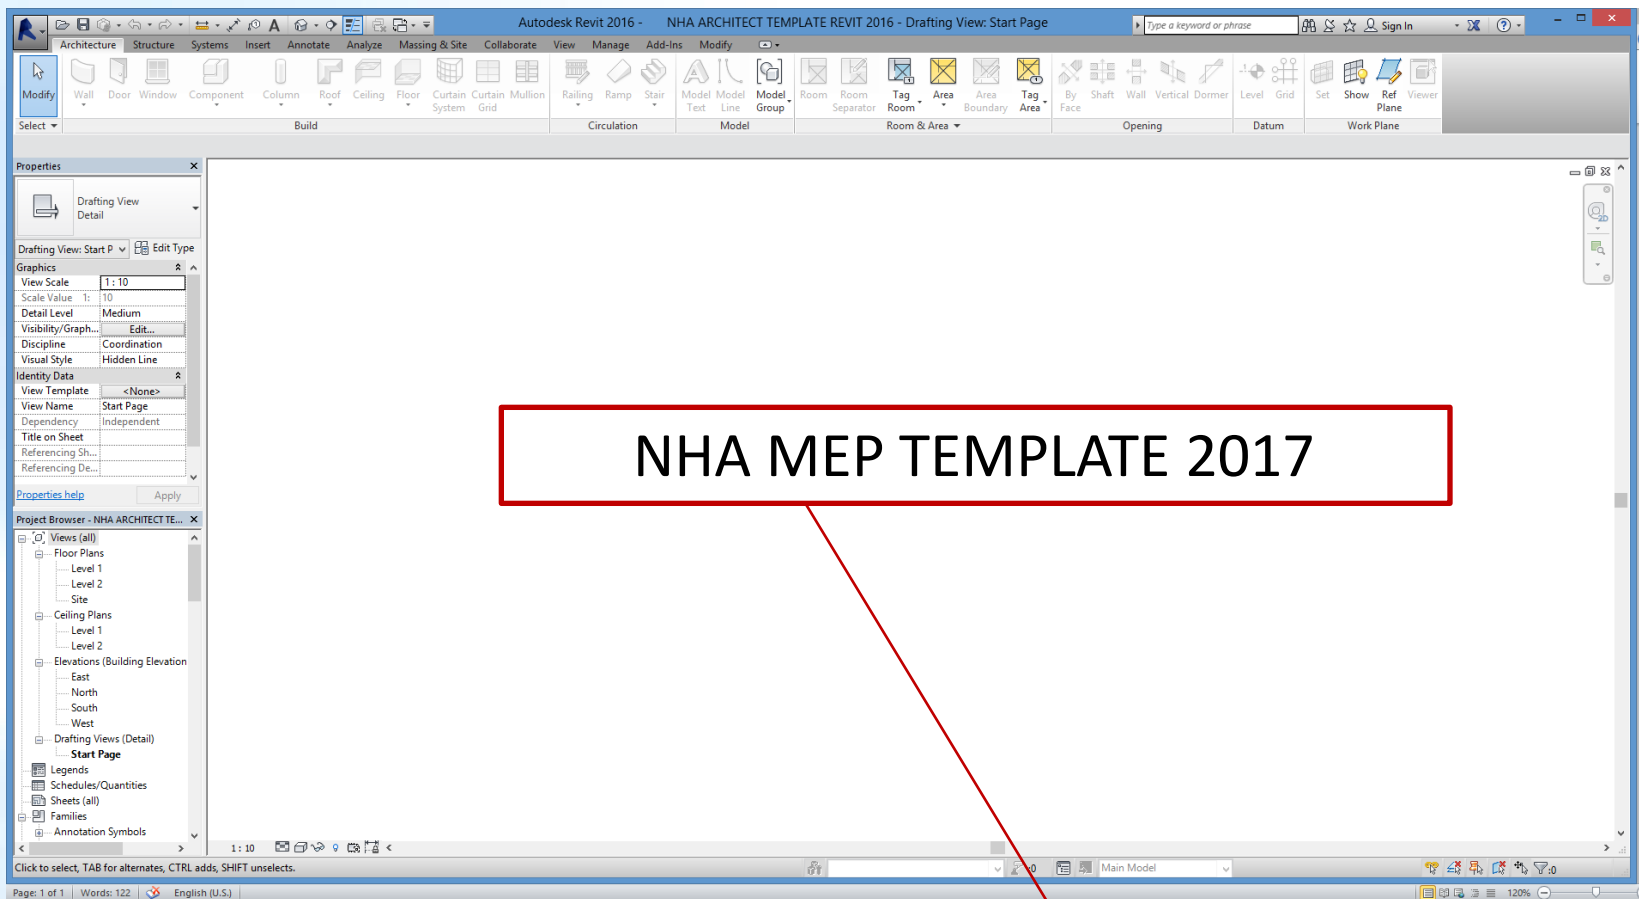 Autodesk Revit 2016 - NHA ARCHITECT TEMPLATE REVIT 2016 - Drafting View: Start Page
Type a keyword or phrase
Sign In
Architecture Structure Systems Insert Annotate Analyze Massing & Site Collaborate View Manage Add-Ins Modify
Modify Wall Door Window Component Column Roof Ceiling Floor Curtain System Curtain Grid Mullion Railing Ramp Stair Model Text Model Line Model Group Room Room Separator Tag Room Area Area Boundary Tag Area By Face Shaft Wall Vertical Dormer Level Grid Set Show Ref Plane Viewer
Select Build Circulation Model Room & Area Opening Datum Work Plane
Properties
Drafting View
Detail
Drafting View: Start P Edit Type
Graphics
View Scale 1 : 10
Scale Value 1: 10
Detail Level Medium
Visibility/Graph... Edit...
Discipline Coordination
Visual Style Hidden Line
Identity Data
View Template <None>
View Name Start Page
Dependency Independent
Title on Sheet
Referencing Sh...
Referencing De...
Properties help Apply
Project Browser - NHA ARCHITECT TE...
Views (all)
Floor Plans
Level 1
Level 2
Site
Ceiling Plans
Level 1
Level 2
Elevations (Building Elevation
East
North
South
West
Drafting Views (Detail)
Start Page
Legends
Schedules/Quantities
Sheets (all)
Families
Annotation Symbols
2D
NHA MEP TEMPLATE 2017
1 : 10
Click to select, TAB for alternates, CTRL adds, SHIFT unselects.
:0
Main Model
:0
Page: 1 of 1 Words: 122 English (U.S.)
120%